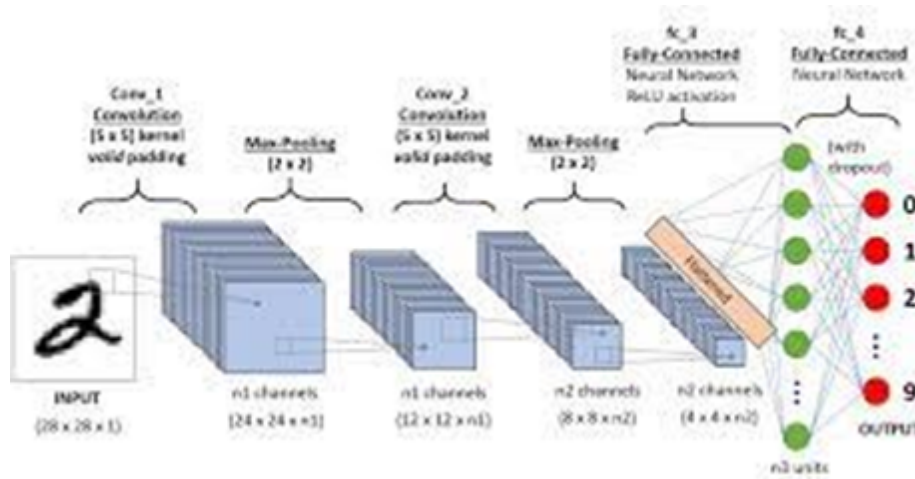 Conv_1
Convolution
(5 x 5) kernel
valid padding
Max-Pooling
(2 x 2)
Conv_2
Convolution
(5 x 5) kernel
valid padding
Max-Pooling
(2 x 2)
fc_3
Fully-Connected
Neural Network
ReLU activation
fc_4
Fully-Connected
Neural Network
(with
dropout)
2
Flattened
0
1
2
9
INPUT
(28 x 28 x 1)
n1 channels
(24 x 24 x n1)
n1 channels
(12 x 12 x n1)
n2 channels
(8 x 8 x n2)
n2 channels
(4 x 4 x n2)
n3 units
OUTPUT